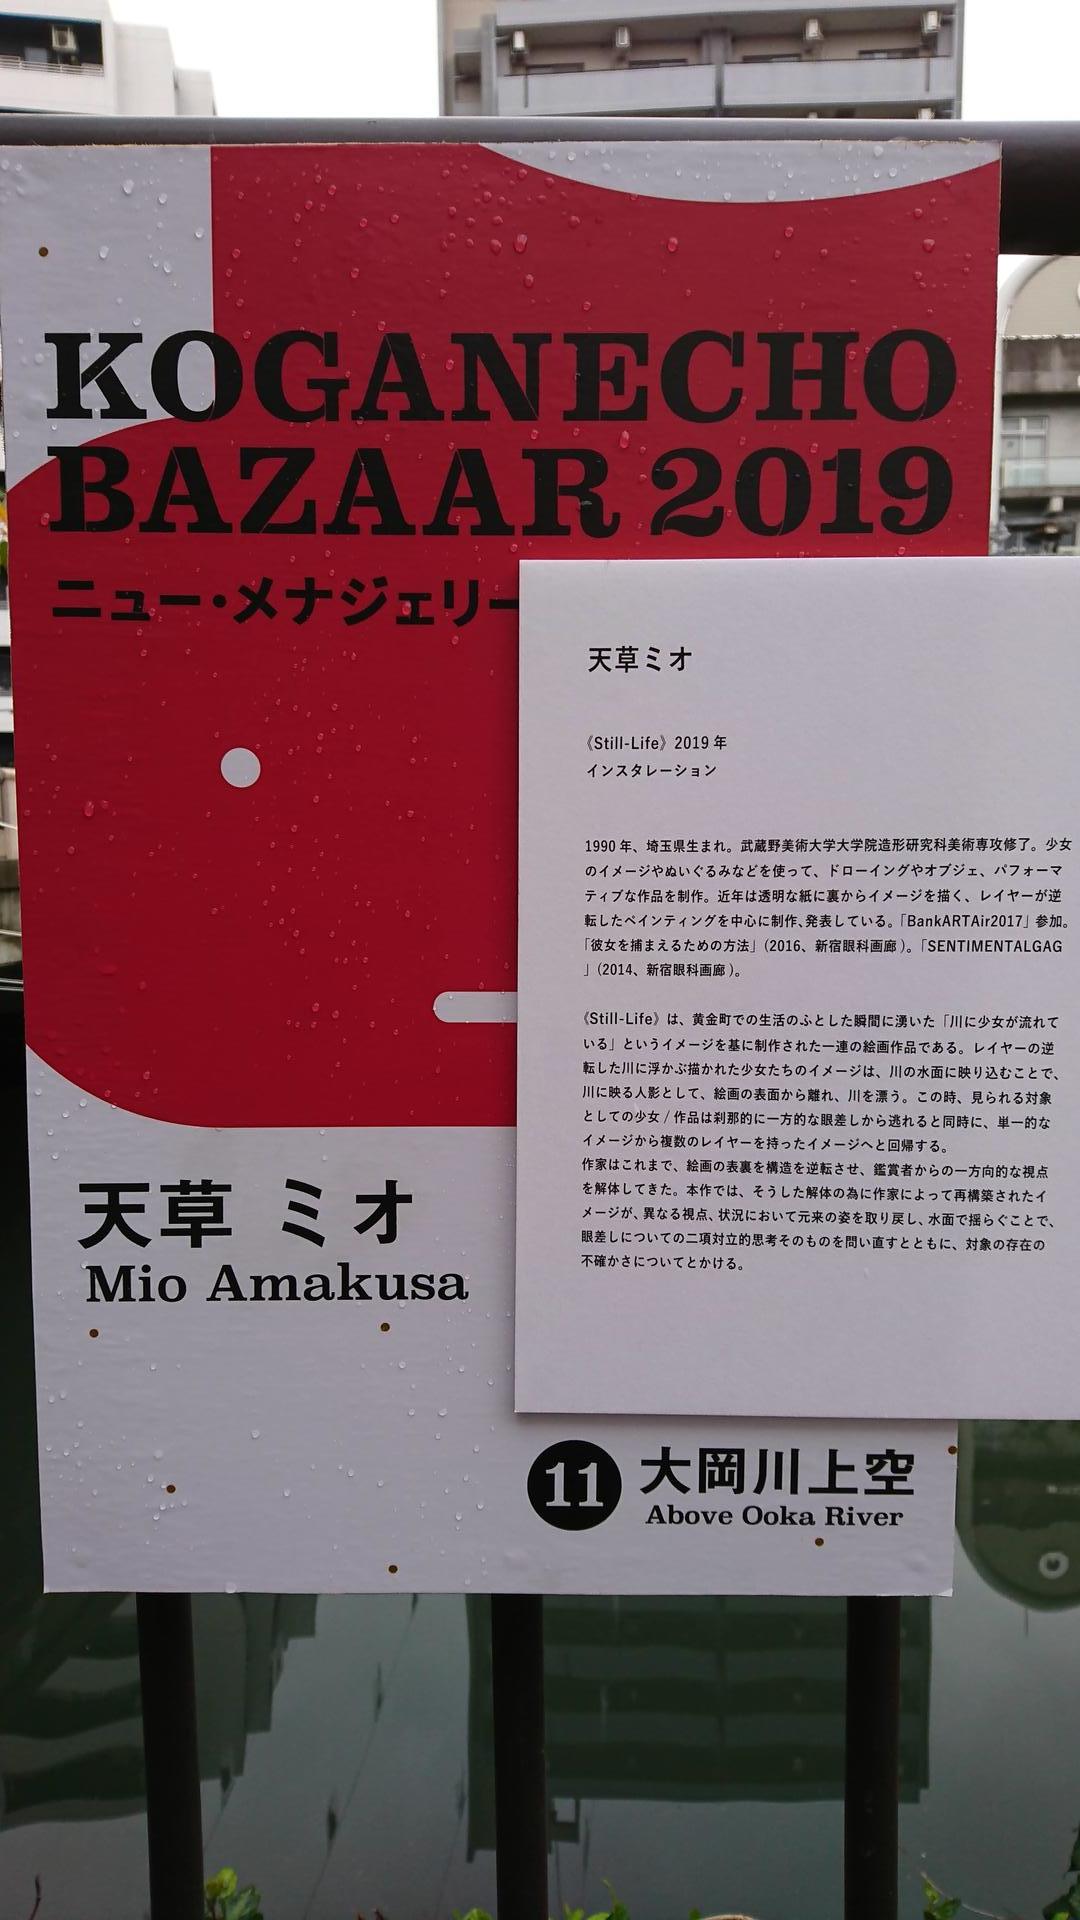 KOGANECHO
BAZAAR 2019
ニュー・メナジェリー
天草ミオ
《Still-Life》2019 年
インスタレーション
1990 年、埼玉県生まれ。武蔵野美術大学大学院造形研究科美術専攻修了。少女
のイメージやぬいぐるみなどを使って、ドローイングやオブジェ、パフォーマ
ティブな作品を制作。近年は透明な紙に裏からイメージを描く、レイヤーが逆
転したペインティングを中心に制作、発表している。「BankARTAir2017」参加。
「彼女を捕まえるための方法」(2016、新宿眼科画廊 )。「SENTIMENTALGAG
」(2014、新宿眼科画廊 )。
《Still-Life》は、黄金町での生活のふとした瞬間に湧いた「川に少女が流れて
いる」というイメージを基に制作された一連の絵画作品である。レイヤーの逆
転した川に浮かぶ描かれた少女たちのイメージは、川の水面に映り込むことで、
川に映る人影として、絵画の表面から離れ、川を漂う。この時、見られる対象
としての少女 / 作品は刹那的に一方的な眼差しから逃れると同時に、単一的な
イメージから複数のレイヤーを持ったイメージへと回帰する。
作家はこれまで、絵画の表裏を構造を逆転させ、鑑賞者からの一方向的な視点
を解体してきた。本作では、そうした解体の為に作家によって再構築されたイ
メージが、異なる視点、状況において元来の姿を取り戻し、水面で揺らぐことで、
眼差しについての二項対立的思考そのものを問い直すとともに、対象の存在の
不確かさについてとかける。
天草 ミオ
Mio Amakusa
11 大岡川上空
Above Ooka River